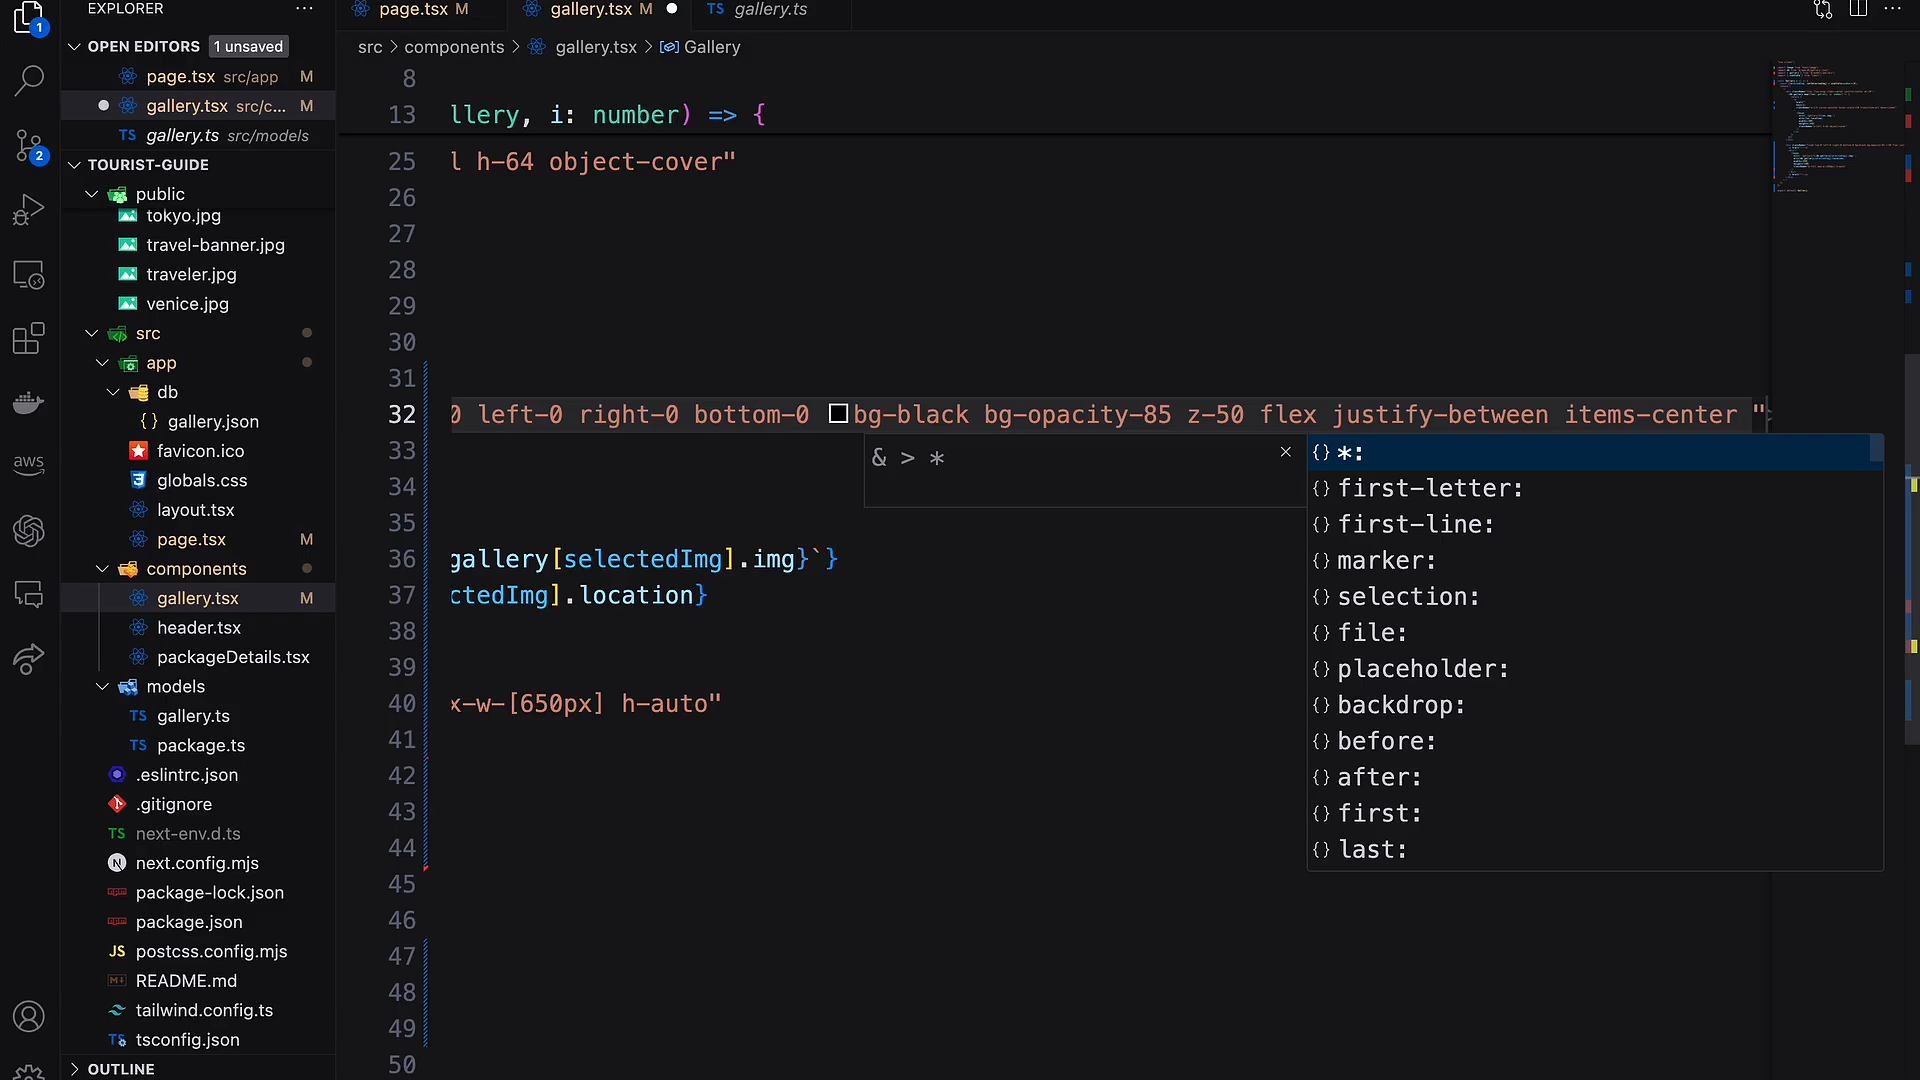 EXPLORER
OPEN EDITORS 1 unsaved
page.tsx src/app M
gallery.tsx src/c... M
TS gallery.ts src/models
TOURIST-GUIDE
public
tokyo.jpg
travel-banner.jpg
traveler.jpg
venice.jpg
src
app
db
{} gallery.json
favicon.ico
globals.css
layout.tsx
page.tsx M
components
gallery.tsx M
header.tsx
packageDetails.tsx
models
TS gallery.ts
TS package.ts
.eslintrc.json
.gitignore
TS next-env.d.ts
N next.config.mjs
package-lock.json
package.json
JS postcss.config.mjs
README.md
tailwind.config.ts
TS tsconfig.json
OUTLINE
1
2
aws
page.tsx M
gallery.tsx M
TS gallery.ts
src > components > gallery.tsx > Gallery
8
13 llery, i: number) => {
25 l h-64 object-cover"
26
27
28
29
30
31
32 0 left-0 right-0 bottom-0 bg-black bg-opacity-85 z-50 flex justify-between items-center ">
33
34
35
36 gallery[selectedImg].img}`}
37 ctedImg].location}
38
39
40 x-w-[650px] h-auto"
41
42
43
44
45
46
47
48
49
50
& > *
{} *:
{} first-letter:
{} first-line:
{} marker:
{} selection:
{} file:
{} placeholder:
{} backdrop:
{} before:
{} after:
{} first:
{} last: